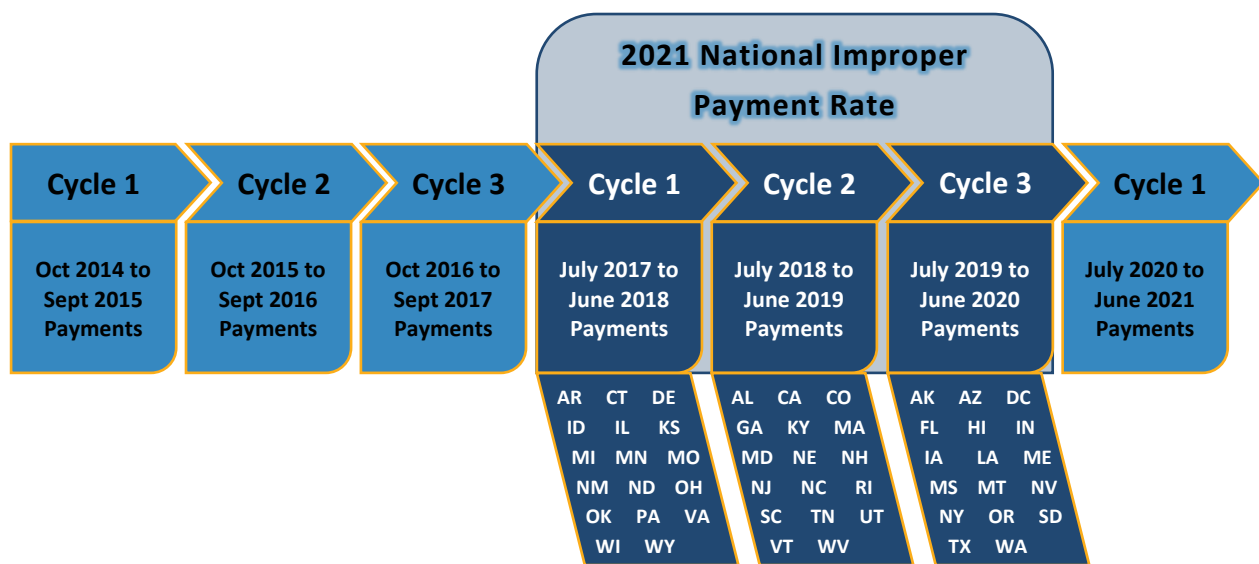 2021 National Improper
Payment Rate
Cycle 1
Cycle 2
Cycle 3
Cycle 1
Cycle 2
Cycle 3
Cycle 1
Oct 2014 to
Sept 2015
Payments
Oct 2015 to
Sept 2016
Payments
Oct 2016 to
Sept 2017
Payments
July 2017 to
June 2018
Payments
July 2018 to
June 2019
Payments
July 2019 to
June 2020
Payments
July 2020 to
June 2021
Payments
AR CT DE
ID IL KS
MI MN MO
NM ND OH
OK PA VA
WI WY
AL CA CO
GA KY MA
MD NE NH
NJ NC RI
SC TN UT
VT WV
AK AZ DC
FL HI IN
IA LA ME
MS MT NV
NY OR SD
TX WA